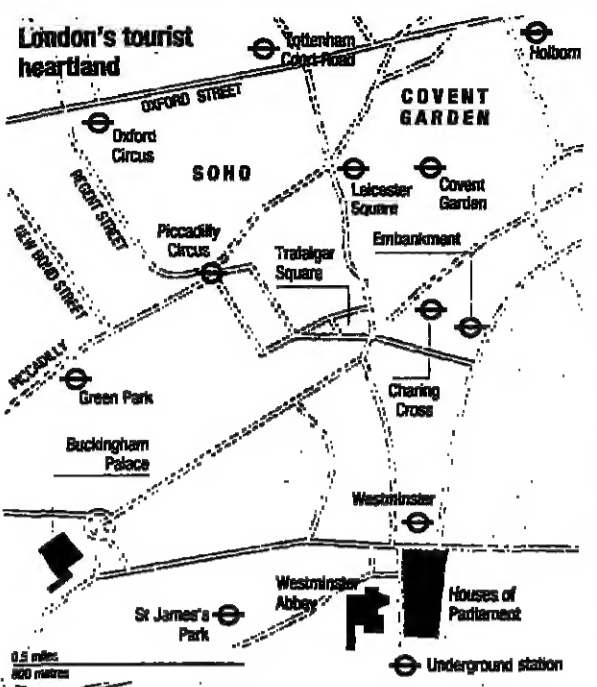 London's tourist
heartland
Tottenham
Court Road
Holborn
OXFORD STREET
COVENT
GARDEN
Oxford
Circus
SOHO
REGENT STREET
Leicester
Square
Covent
Garden
NEW BOND STREET
Piccadilly
Circus
Embankment
Trafalgar
Square
PICCADILLY
Green Park
Charing
Cross
Buckingham
Palace
Westminster
Westminster
Abbey
Houses of
Parliament
St James's
Park
0.5 miles
800 metres
Underground station